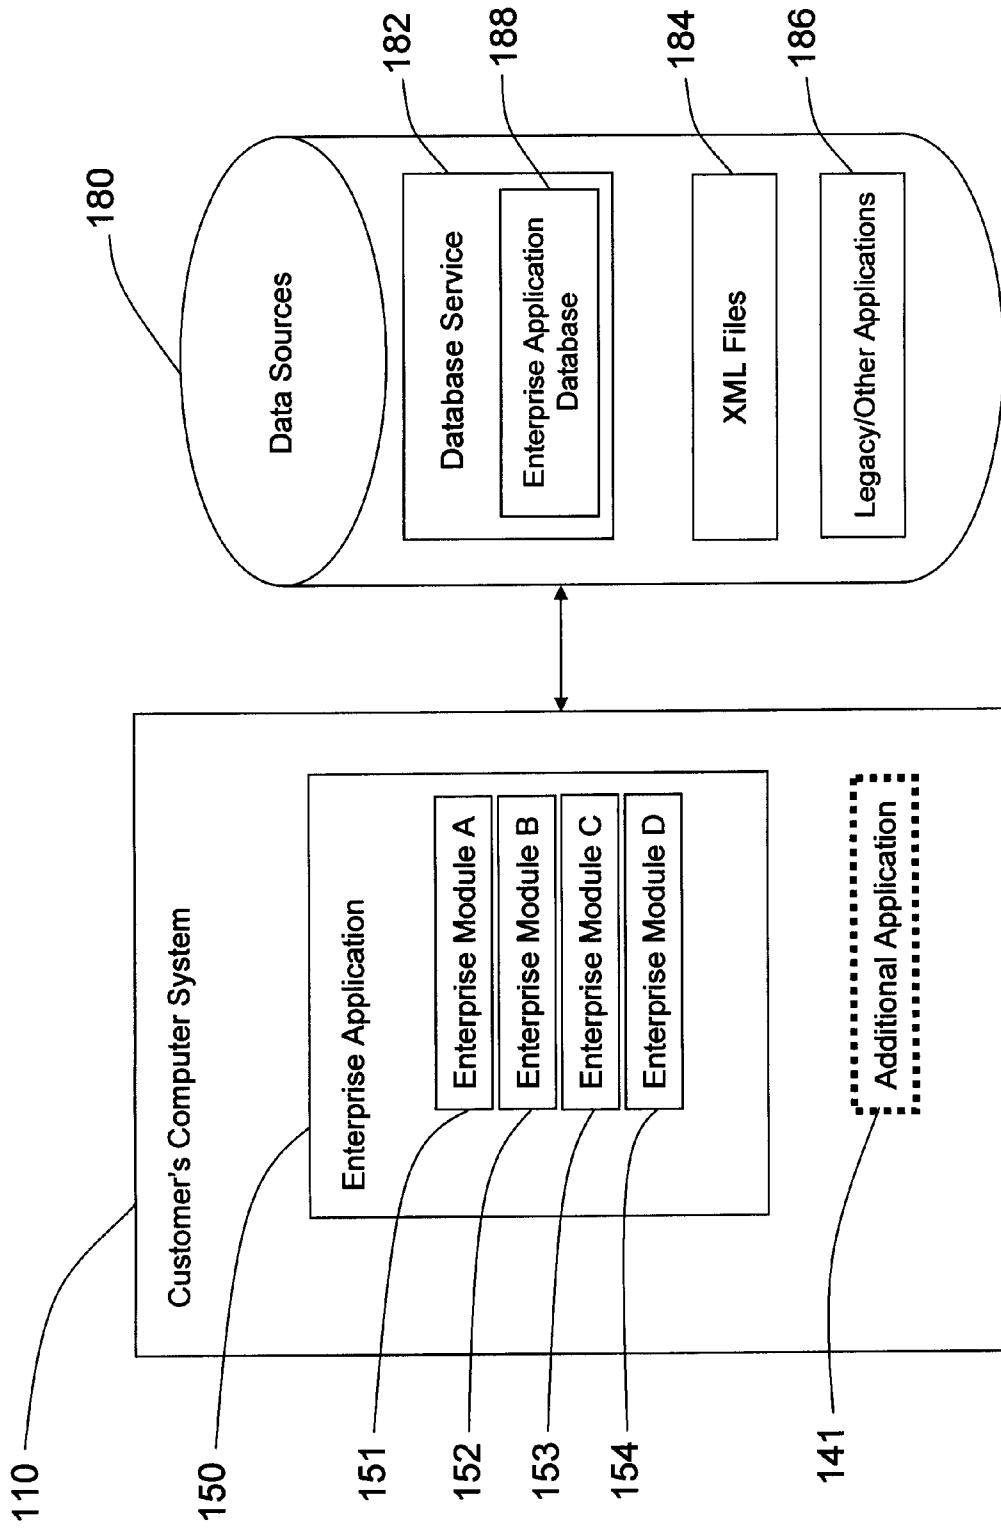 110
Customer's Computer System
150
Enterprise Application
151
Enterprise Module A
152
Enterprise Module B
153
Enterprise Module C
154
Enterprise Module D
141
Additional Application
180
Data Sources
182
Database Service
188
Enterprise Application
Database
184
XML Files
186
Legacy/Other Applications